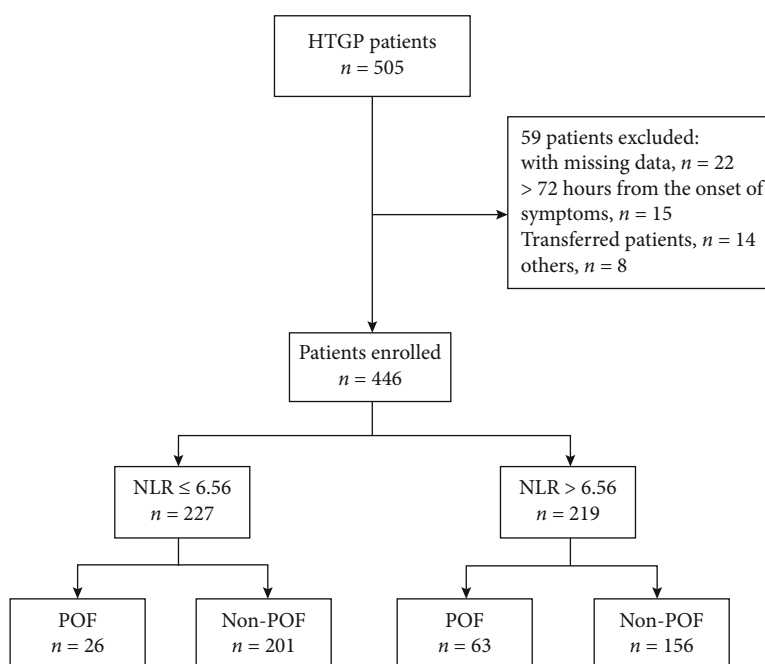 HTGP patients
n = 505
59 patients excluded:
with missing data, n = 22
> 72 hours from the onset of
symptoms, n = 15
Transferred patients, n = 14
others, n = 8
Patients enrolled
n = 446
NLR ≤ 6.56
n = 227
NLR > 6.56
n = 219
POF
n = 26
Non-POF
n = 201
POF
n = 63
Non-POF
n = 156